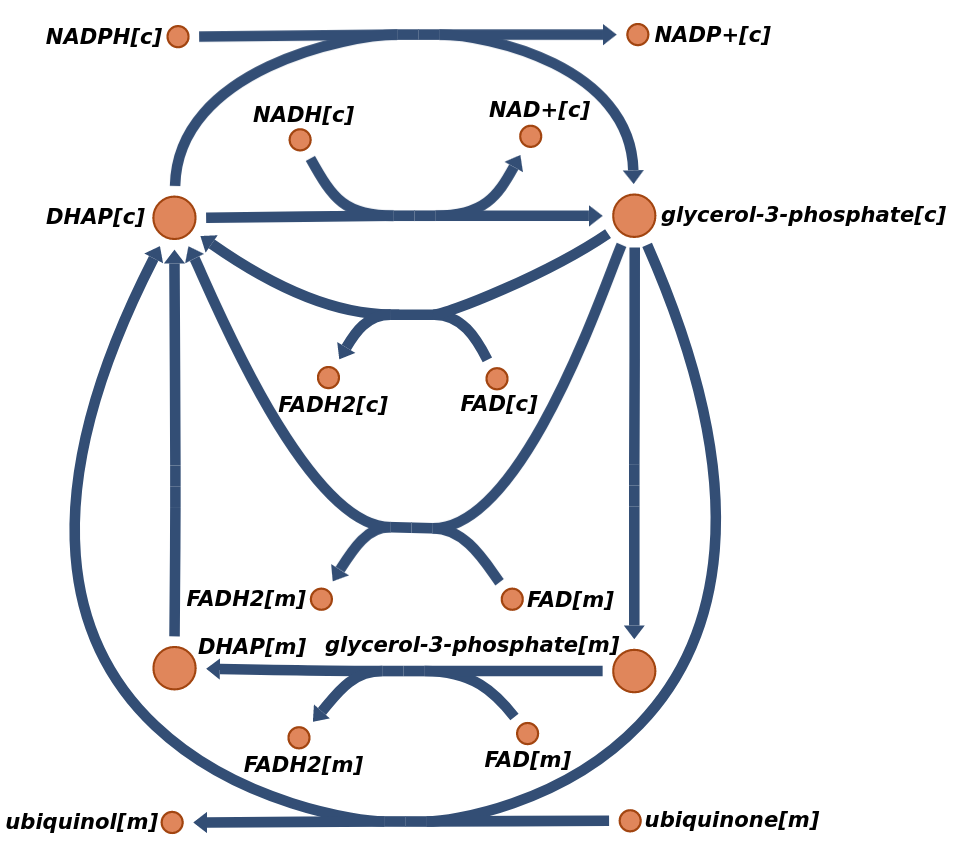 NADPH[c]
NADP+[c]
NADH[c]
NAD+[c]
DHAP[c]
glycerol-3-phosphate[c]
FADH2[c]
FAD[c]
FADH2[m]
FAD[m]
DHAP[m]
glycerol-3-phosphate[m]
FADH2[m]
FAD[m]
ubiquinol[m]
ubiquinone[m]